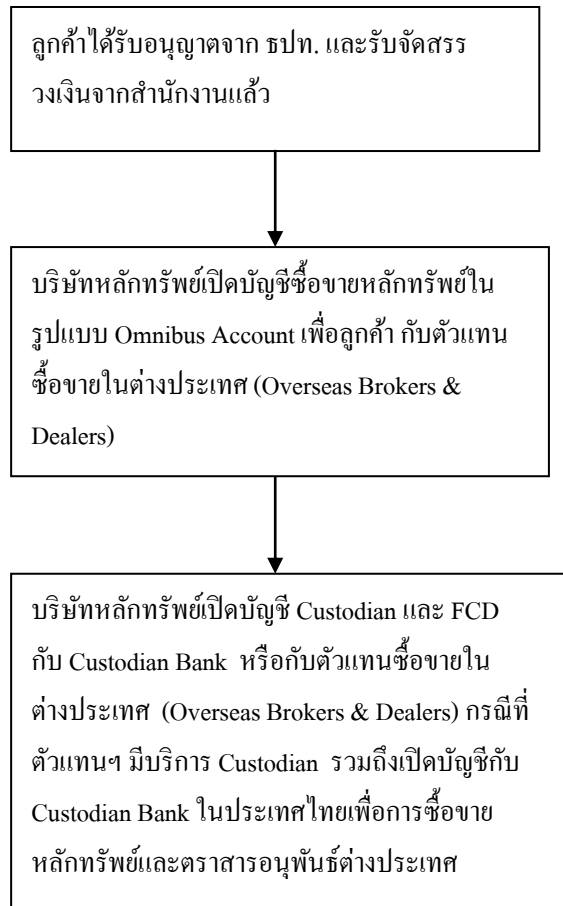 ลูกค้าได้รับอนุญาตจาก ธปท. และรับจัดสรร
วงเงินจากสำนักงานแล้ว
บริษัทหลักทรัพย์เปิดบัญชีซื้อขายหลักทรัพย์ใน
รูปแบบ Omnibus Account เพื่อลูกค้า กับตัวแทน
ซื้อขายในต่างประเทศ (Overseas Brokers &
Dealers)
บริษัทหลักทรัพย์เปิดบัญชี Custodian และ FCD
กับ Custodian Bank หรือกับตัวแทนซื้อขายใน
ต่างประเทศ (Overseas Brokers & Dealers) กรณีที่
ตัวแทนฯ มีบริการ Custodian รวมถึงเปิดบัญชีกับ
Custodian Bank ในประเทศไทยเพื่อการซื้อขาย
หลักทรัพย์และตราสารอนุพันธ์ต่างประเทศ